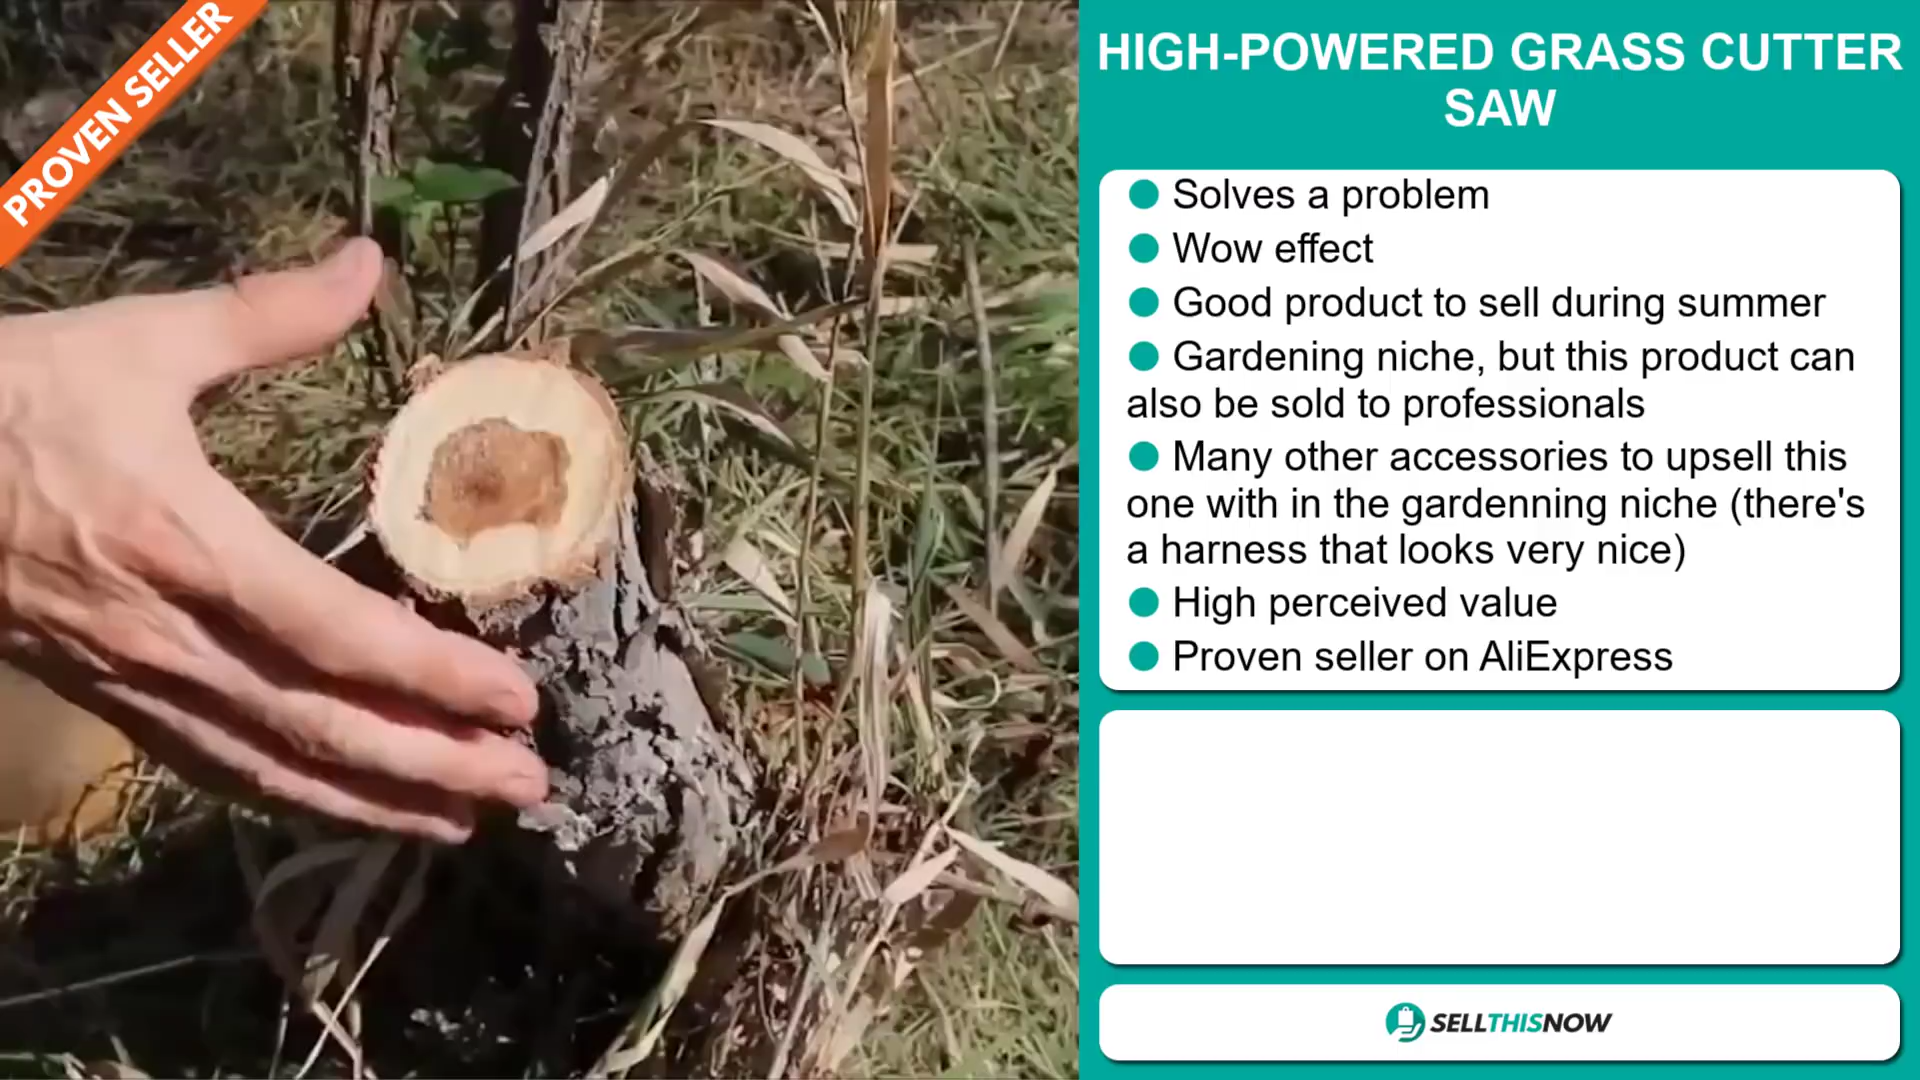 PROVEN SELLER
HIGH-POWERED GRASS CUTTER
SAW
Solves a problem
Wow effect
Good product to sell during summer
Gardening niche, but this product can
also be sold to professionals
Many other accessories to upsell this
one with in the gardenning niche (there's
a harness that looks very nice)
High perceived value
Proven seller on AliExpress
SELLTHISNOW